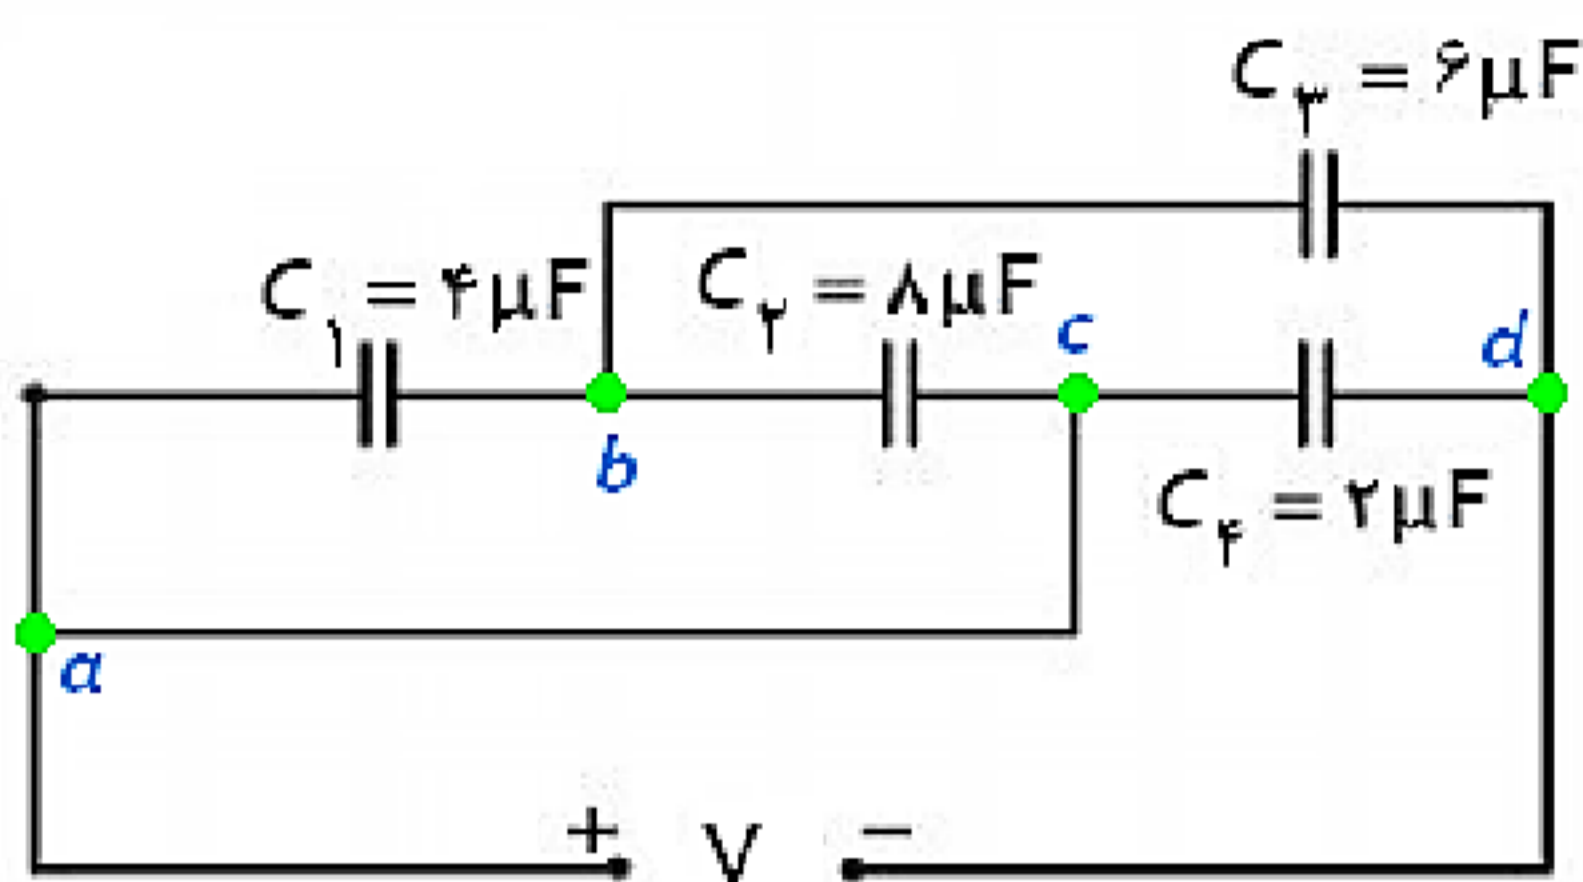 C۳ = ۶μF
C۱ = ۴μF
C۲ = ۸μF
c
d
b
C۴ = ۲μF
a
+ V −